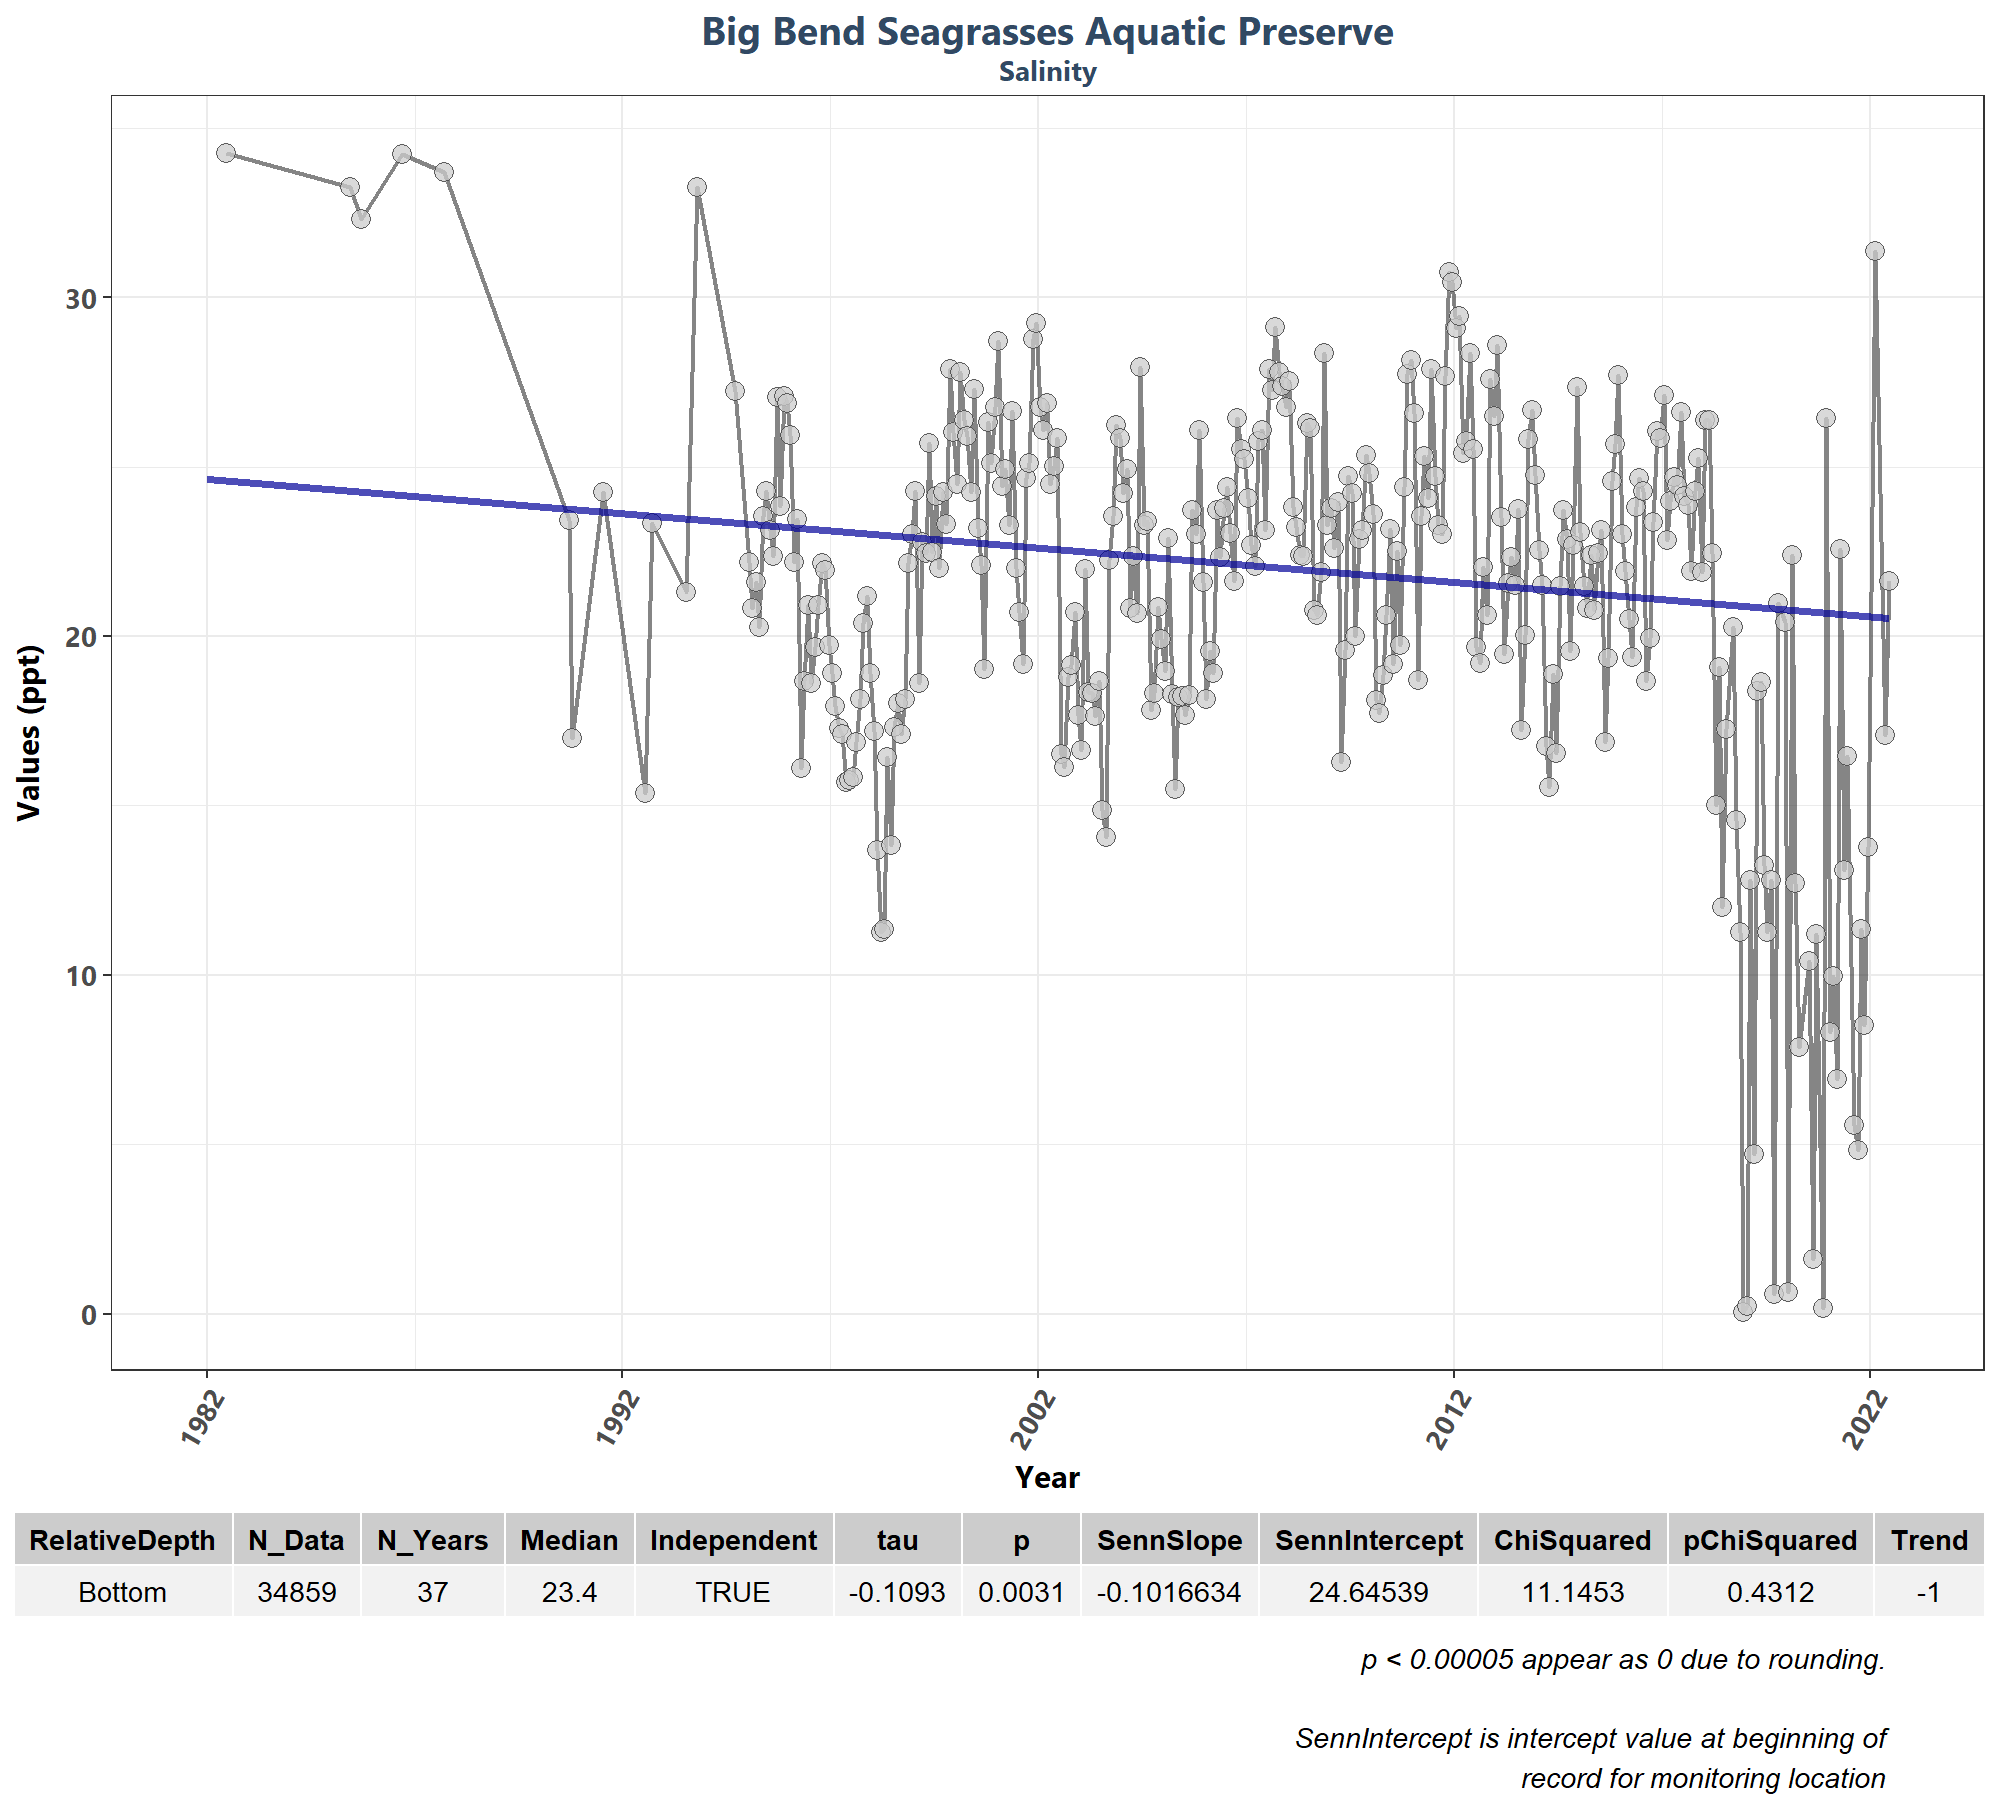 Big Bend Seagrasses Aquatic Preserve
Salinity
Values (ppt)
30
20
10
0
1982
1992
2002
2012
2022
Year
RelativeDepth N_Data N_Years Median Independent tau p SennSlope SennIntercept ChiSquared pChiSquared Trend
Bottom 34859 37 23.4 TRUE -0.1093 0.0031 -0.1016634 24.64539 11.1453 0.4312 -1
p < 0.00005 appear as 0 due to rounding.
SennIntercept is intercept value at beginning of
record for monitoring location